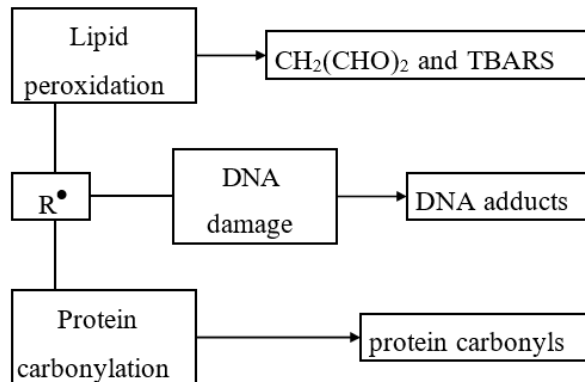 Lipid
peroxidation
CH₂(CHO)₂ and TBARS
R•
DNA
damage
DNA adducts
Protein
carbonylation
protein carbonyls